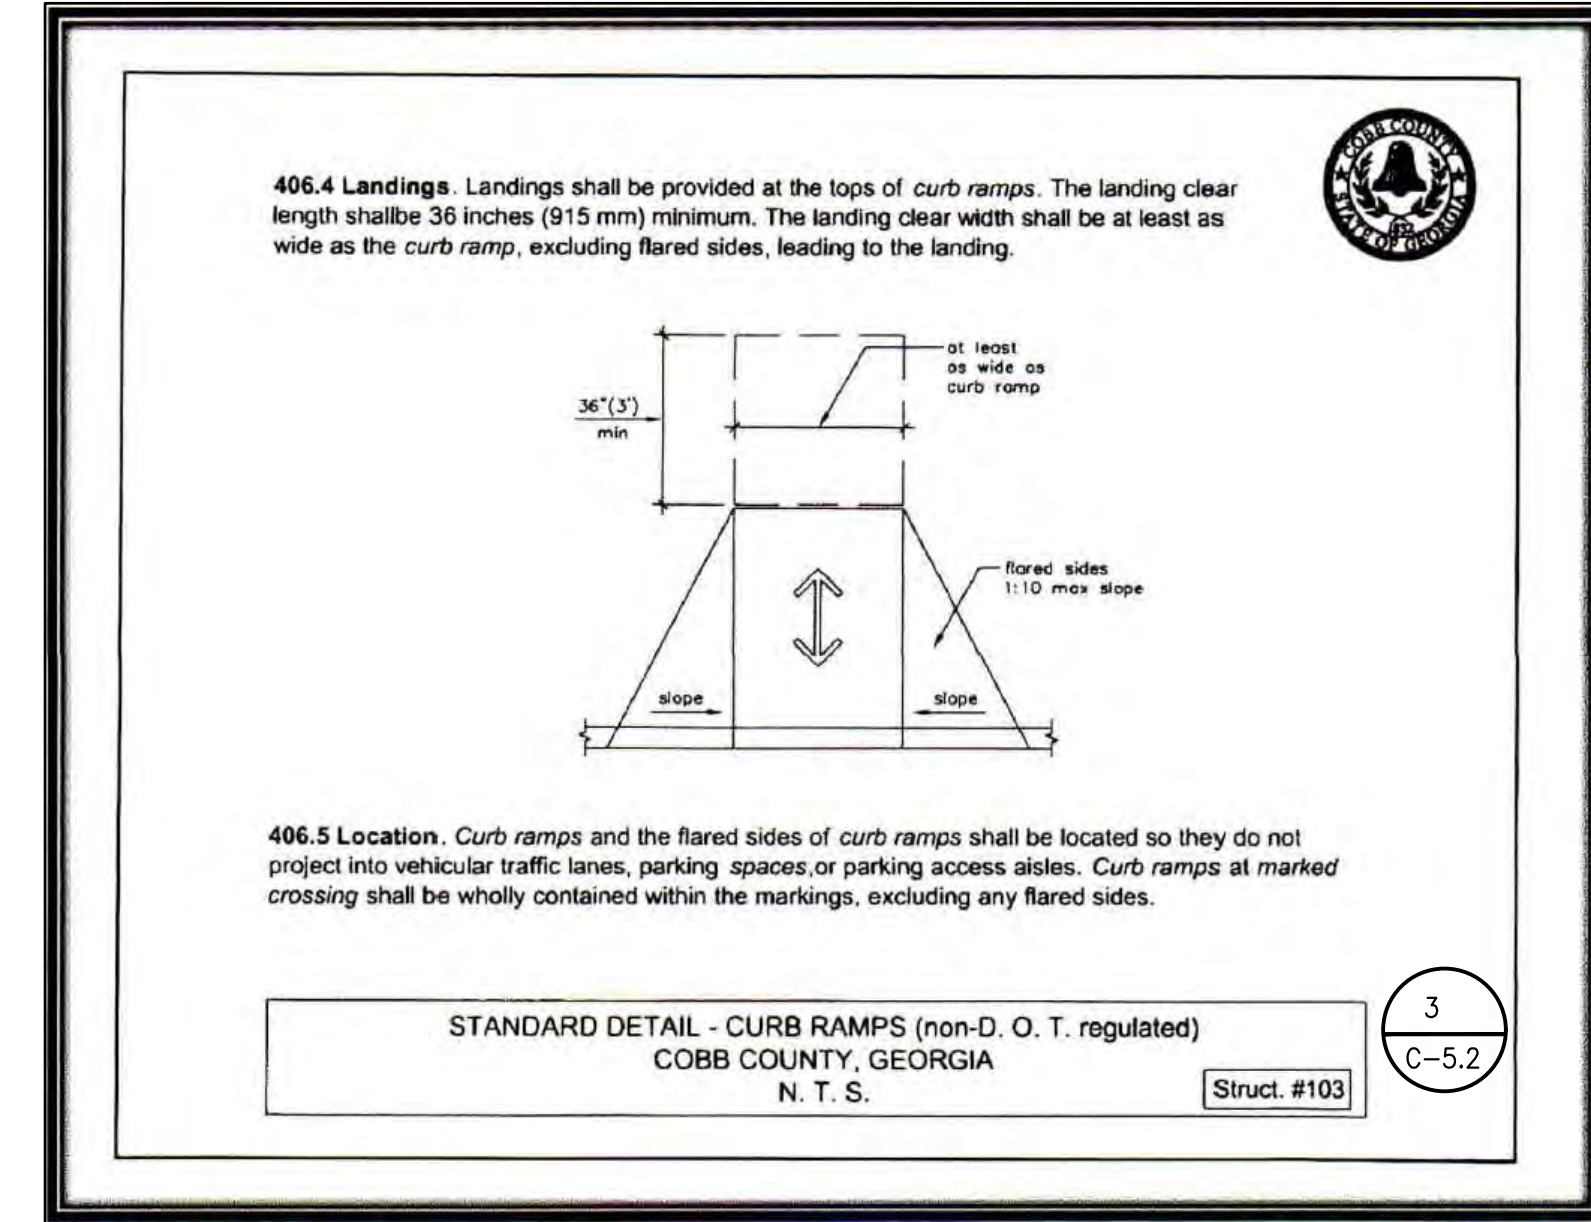 COBB COUNTY
STATE OF GEORGIA
1832
406.4 Landings. Landings shall be provided at the tops of curb ramps. The landing clear
length shallbe 36 inches (915 mm) minimum. The landing clear width shall be at least as
wide as the curb ramp, excluding flared sides, leading to the landing.
at least
as wide as
curb ramp
36"(3')
min
flared sides
1:10 max slope
slope
slope
406.5 Location. Curb ramps and the flared sides of curb ramps shall be located so they do not
project into vehicular traffic lanes, parking spaces,or parking access aisles. Curb ramps at marked
crossing shall be wholly contained within the markings, excluding any flared sides.
STANDARD DETAIL - CURB RAMPS (non-D. O. T. regulated)
COBB COUNTY, GEORGIA
N. T. S.
Struct. #103
3
C-5.2